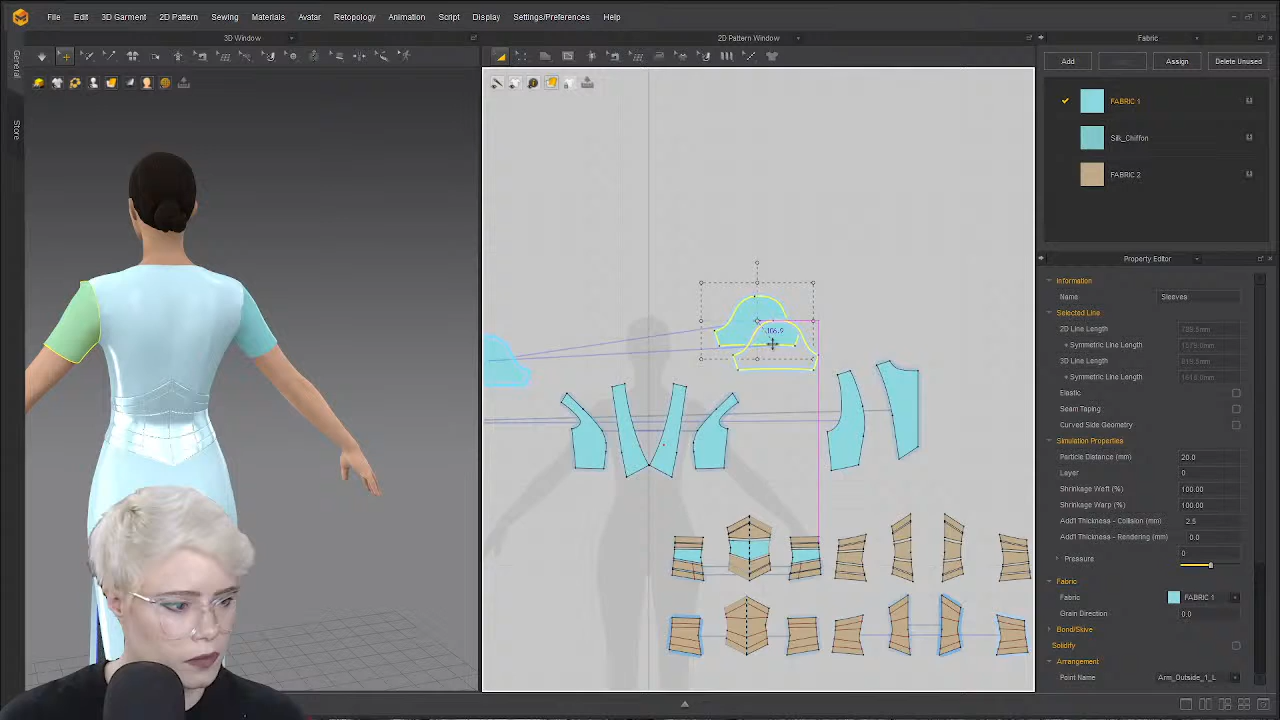 File Edit 3D Garment 2D Pattern Sewing Materials Avatar Retopology Animation Script Display Settings/Preferences Help
3D Window
2D Pattern Window
Fabric
General
Store
Add
Assign
Delete Unused
FABRIC 1
Silk_Chiffon
FABRIC 2
Property Editor
Information
Name Sleeves
Selected Line
2D Line Length
+ Symmetric Line Length
3D Line Length
+ Symmetric Line Length
Elastic
Seam Taping
Curved Side Geometry
Simulation Properties
Particle Distance (mm) 20.0
Layer 0
Shrinkage Weft (%) 100.00
Shrinkage Warp (%) 100.00
Add'l Thickness - Collision (mm) 2.5
Add'l Thickness - Rendering (mm) 0.0
Pressure 0
Fabric
Fabric FABRIC 1
Grain Direction 0.0
Bond/Skive
Solidify
Arrangement
Point Name Arm_Outside_1_L